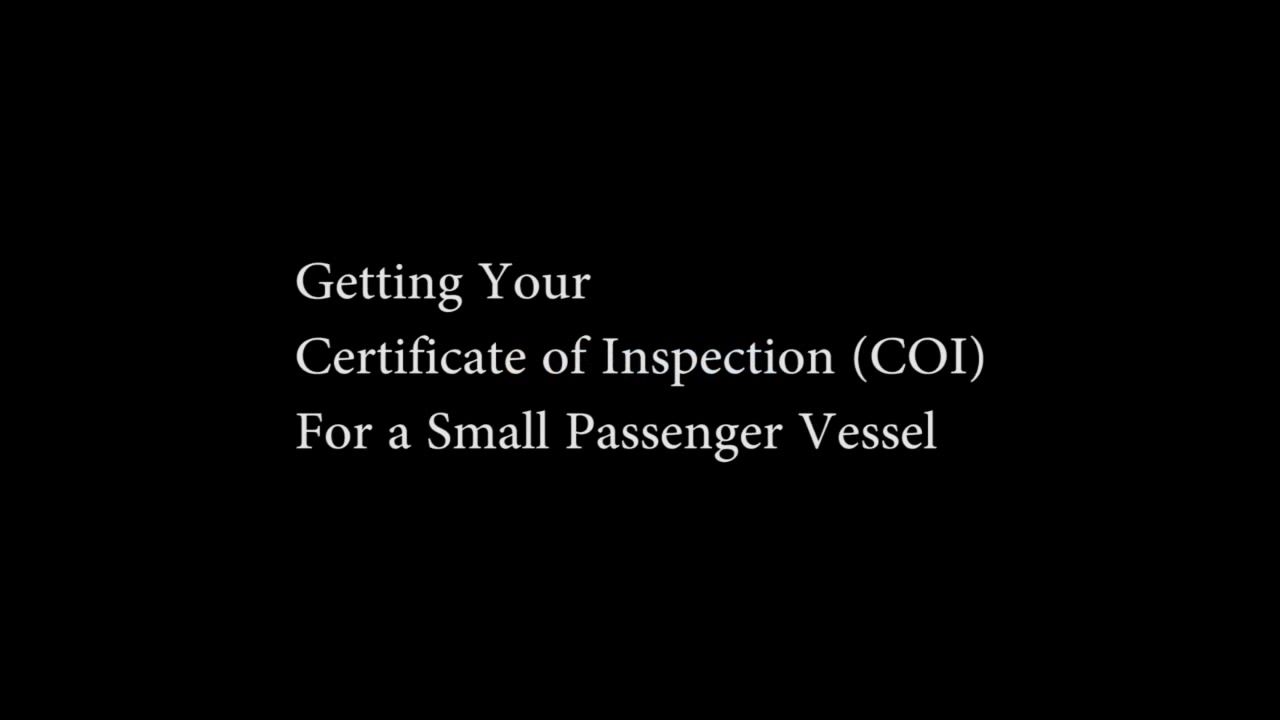 Getting Your
Certificate of Inspection (COI)
For a Small Passenger Vessel